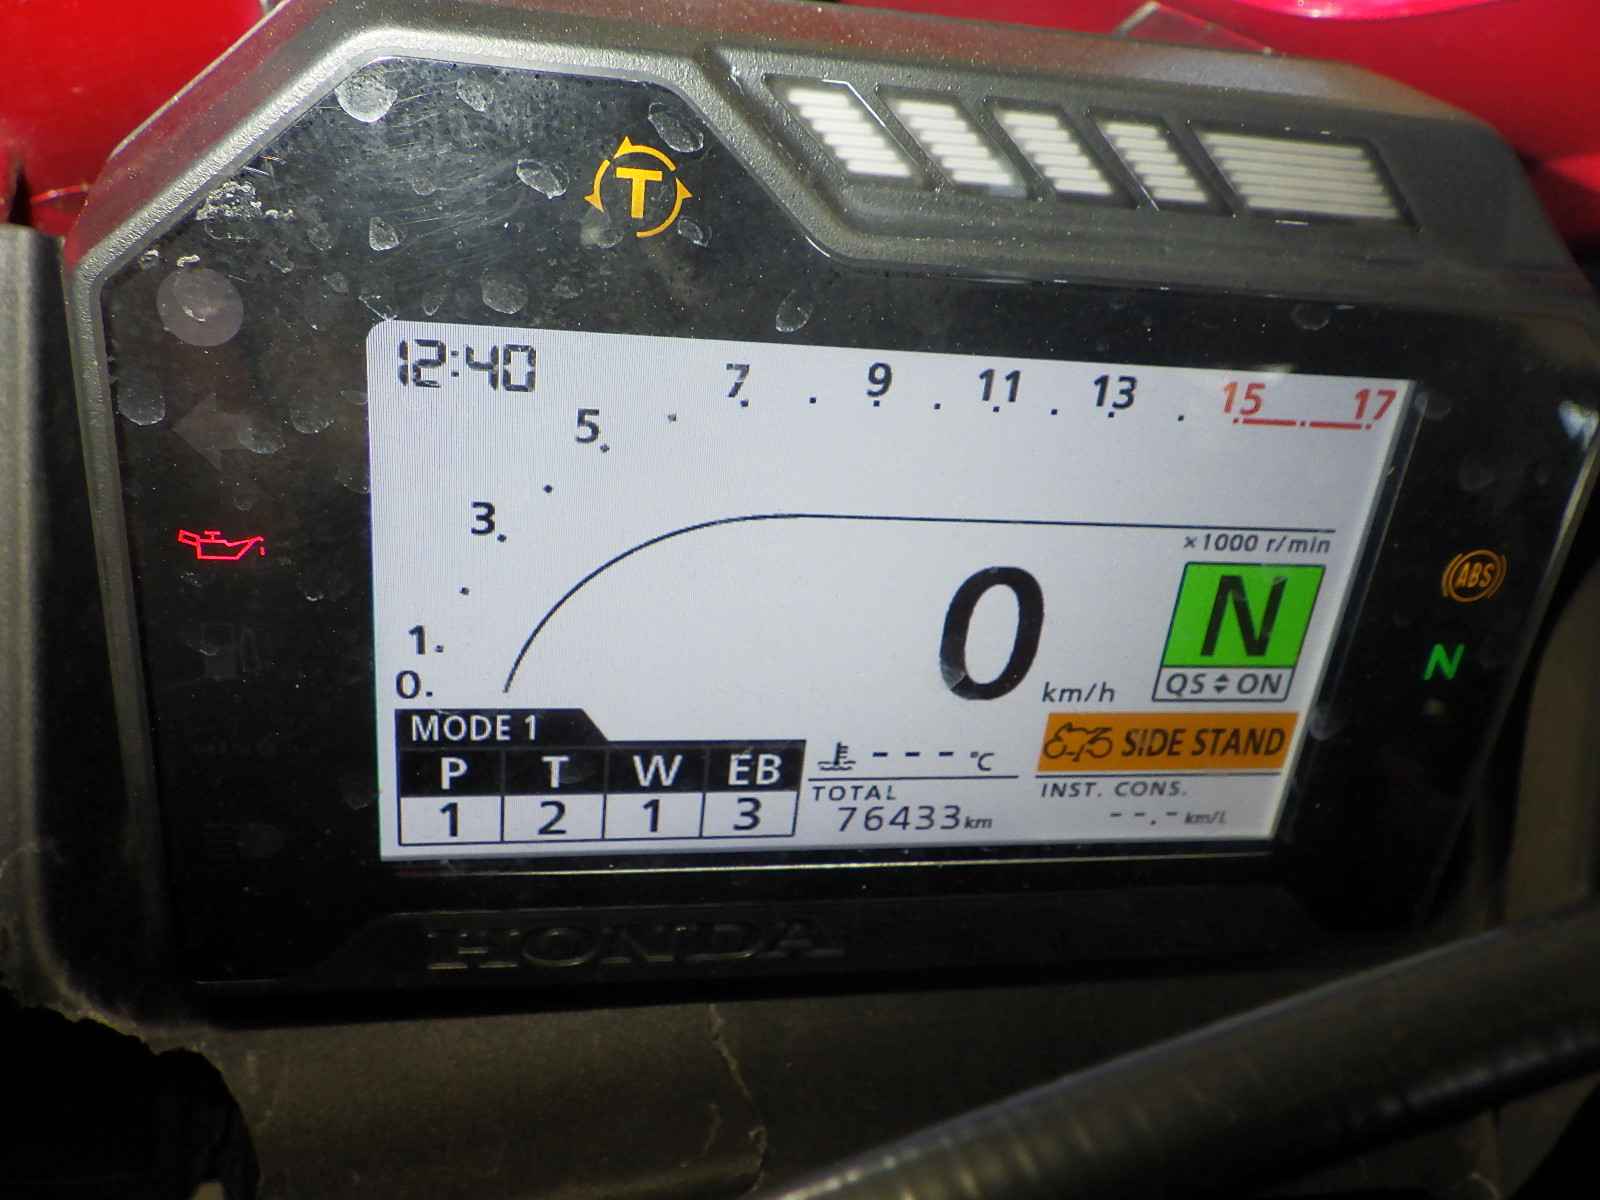 T
12:40
0. 1. 3. 5. 7 9 11 13 15 17
×1000 r/min
ABS
N
N
0 km/h
QS ON
MODE 1
P T W EB
1 2 1 3
---°C
SIDE STAND
TOTAL
76433km
INST. CONS.
--.-km/L
HONDA